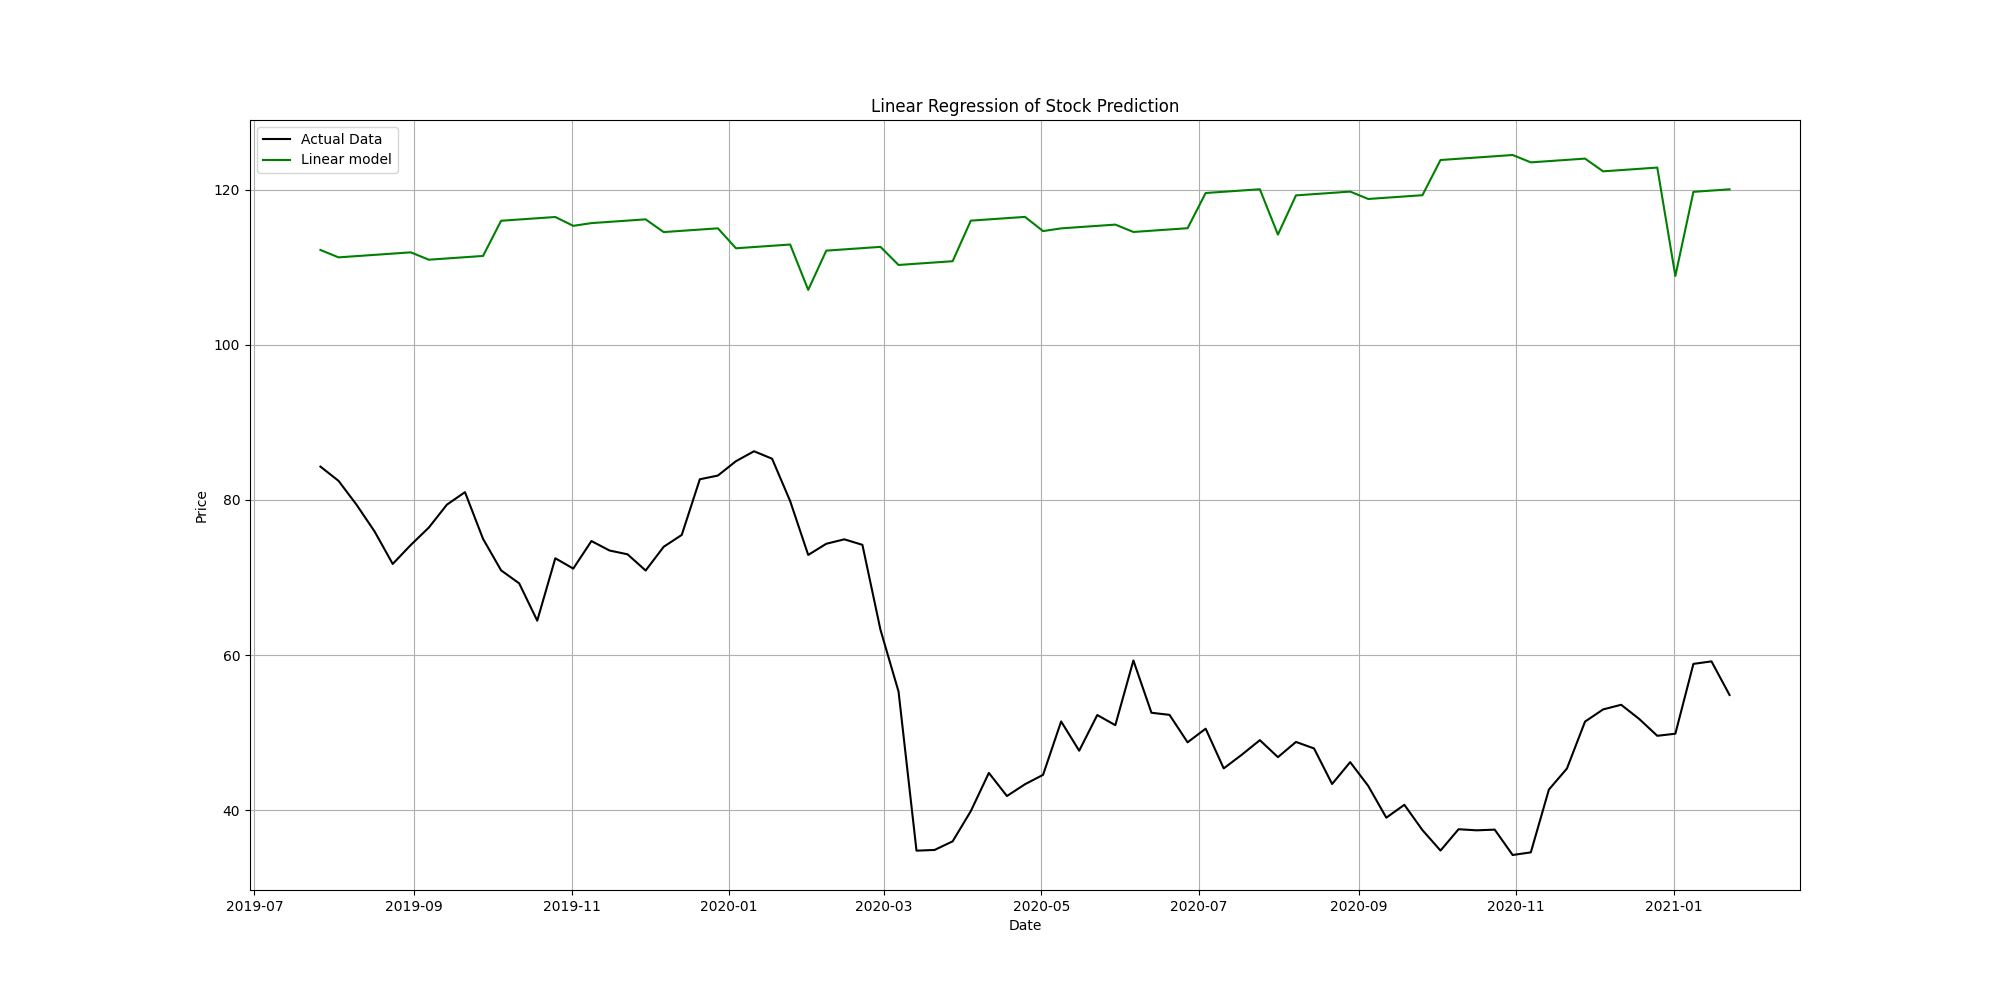 Linear Regression of Stock Prediction
Actual Data
Linear model
120
100
80
60
40
Price
2019-07 2019-09 2019-11 2020-01 2020-03 2020-05 2020-07 2020-09 2020-11 2021-01
Date